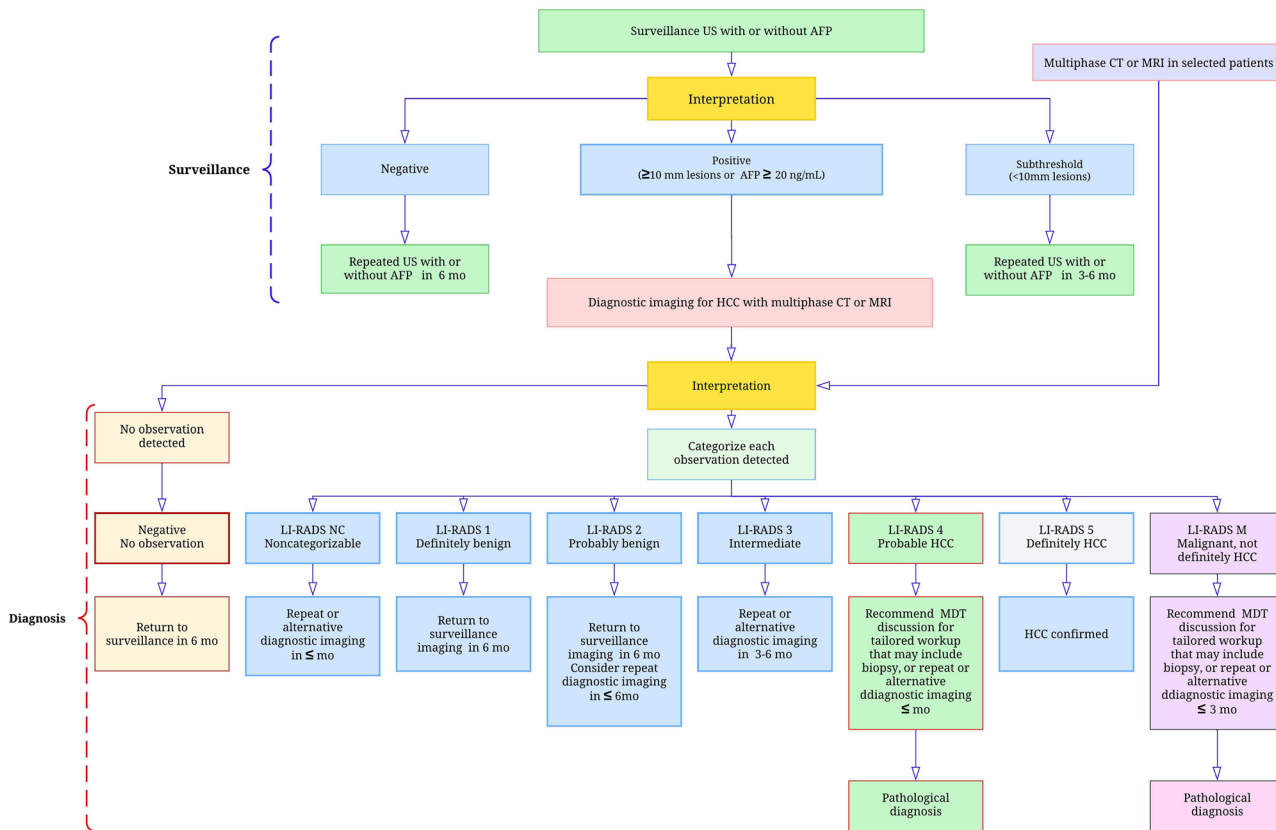 Surveillance US with or without AFP
Multiphase CT or MRI in selected patients
Interpretation
Surveillance
Negative
Positive
(≥10 mm lesions or AFP ≥ 20 ng/mL)
Subthreshold
(<10mm lesions)
Repeated US with or
without AFP in 6 mo
Repeated US with or
without AFP in 3-6 mo
Diagnostic imaging for HCC with multiphase CT or MRI
Interpretation
No observation
detected
Categorize each
observation detected
Diagnosis
Negative
No observation
LI-RADS NC
Noncategorizable
LI-RADS 1
Definitely benign
LI-RADS 2
Probably benign
LI-RADS 3
Intermediate
LI-RADS 4
Probable HCC
LI-RADS 5
Definitely HCC
LI-RADS M
Malignant, not
definitely HCC
Return to
surveillance in 6 mo
Repeat or
alternative
diagnostic imaging
in ≤ mo
Return to
surveillance
imaging in 6 mo
Return to
surveillance
imaging in 6 mo
Consider repeat
diagnostic imaging
in ≤ 6mo
Repeat or
alternative
diagnostic imaging
in 3-6 mo
Recommend MDT
discussion for
tailored workup
that may include
biopsy, or repeat or
alternative
ddiagnostic imaging
≤ mo
HCC confirmed
Recommend MDT
discussion for
tailored workup
that may include
biopsy, or repeat or
alternative
ddiagnostic imaging
≤ 3 mo
Pathological
diagnosis
Pathological
diagnosis